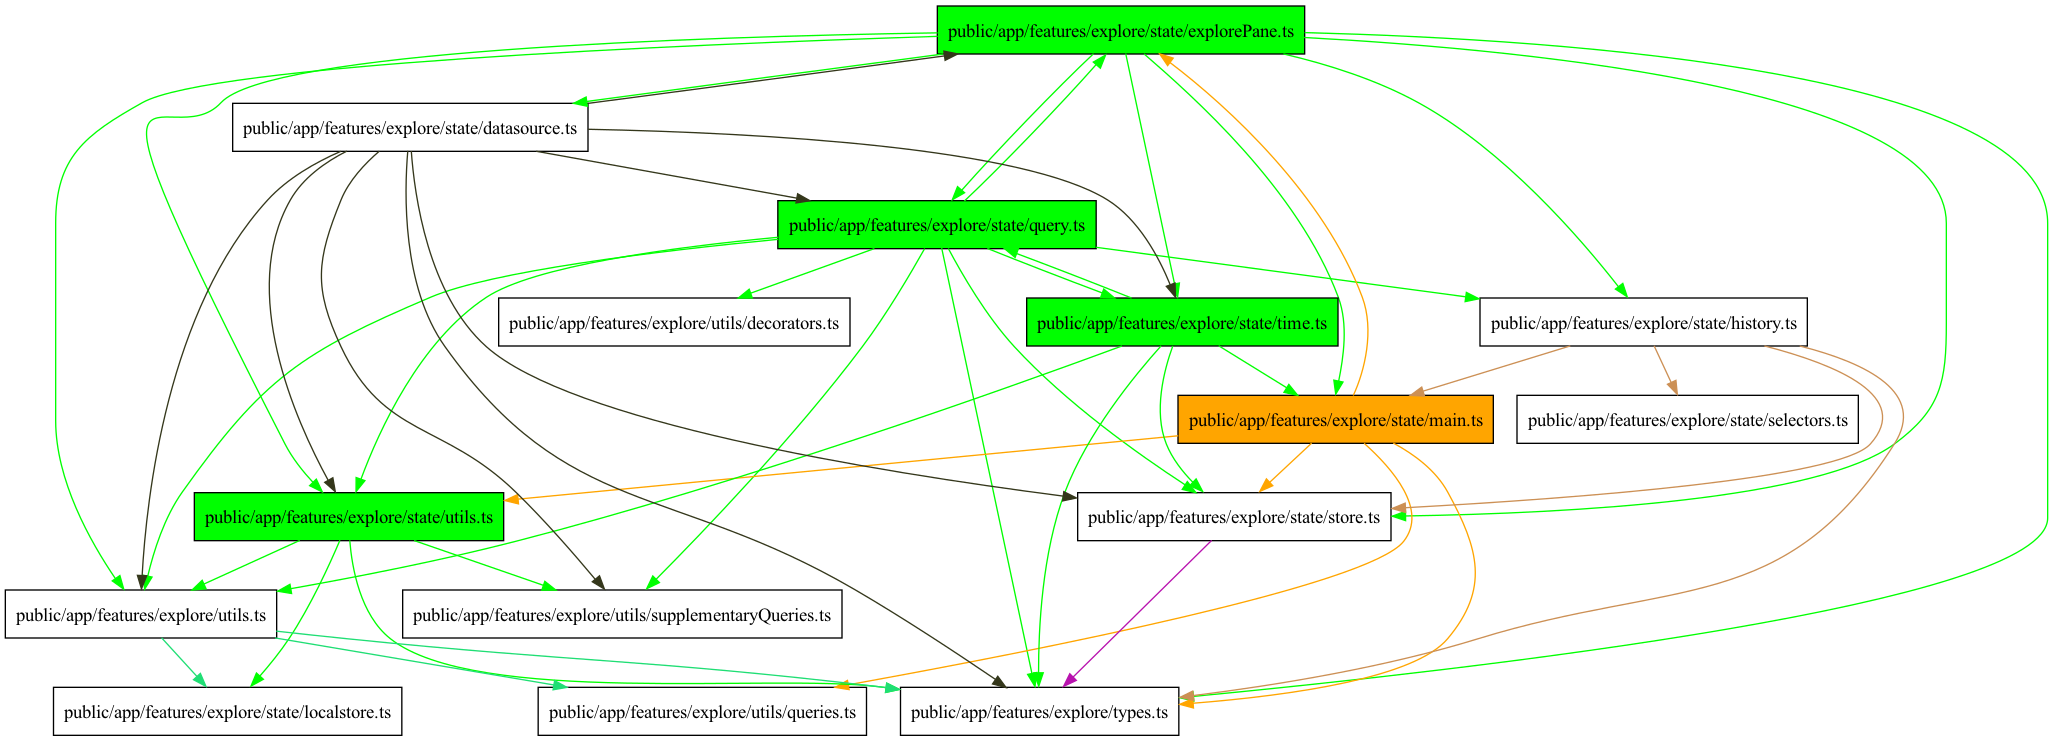 public/app/features/explore/state/explorePane.ts
public/app/features/explore/state/datasource.ts
public/app/features/explore/state/query.ts
public/app/features/explore/utils/decorators.ts
public/app/features/explore/state/time.ts
public/app/features/explore/state/history.ts
public/app/features/explore/state/main.ts
public/app/features/explore/state/selectors.ts
public/app/features/explore/state/utils.ts
public/app/features/explore/state/store.ts
public/app/features/explore/utils.ts
public/app/features/explore/utils/supplementaryQueries.ts
public/app/features/explore/state/localstore.ts
public/app/features/explore/utils/queries.ts
public/app/features/explore/types.ts